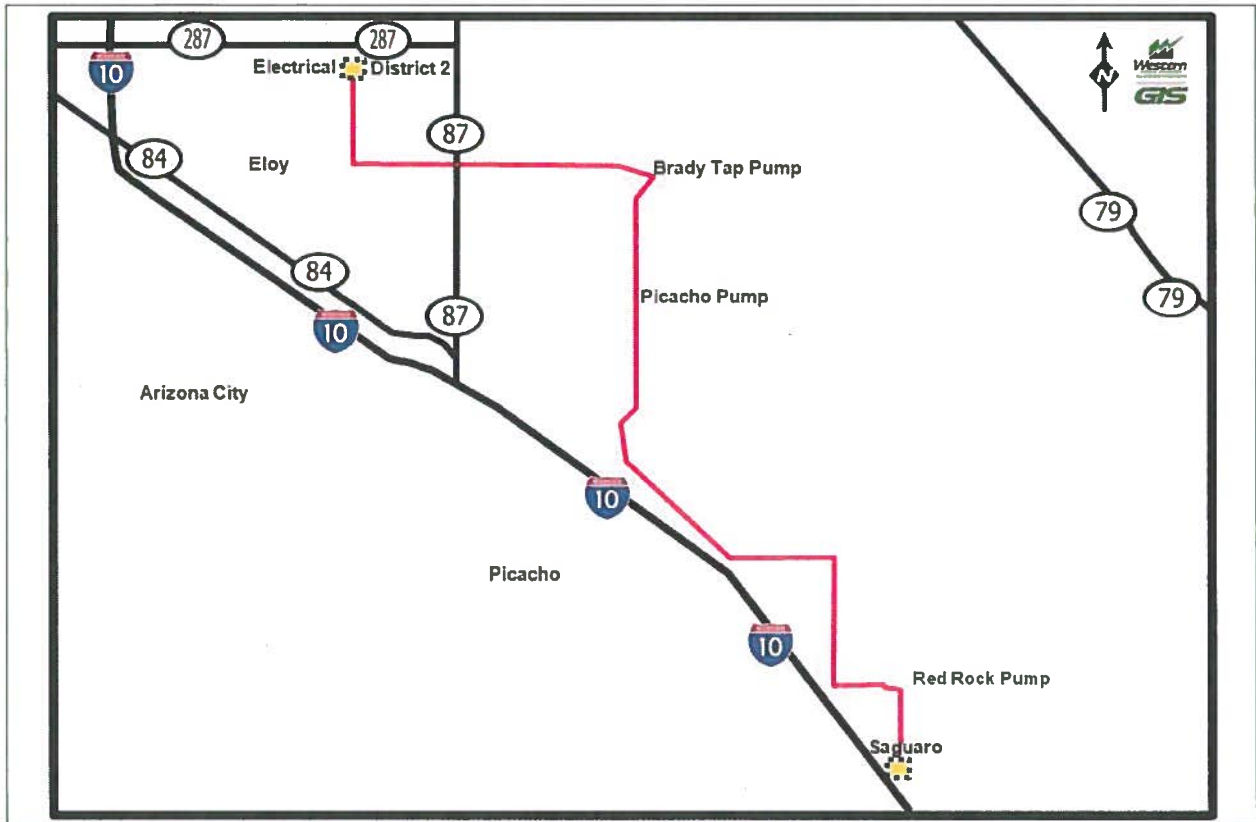 287
287
10
Electrical District 2
Western
GIS
N
87
84
Eloy
Brady Tap Pump
79
84
Picacho Pump
79
87
10
Arizona City
10
Picacho
10
Red Rock Pump
Saguaro